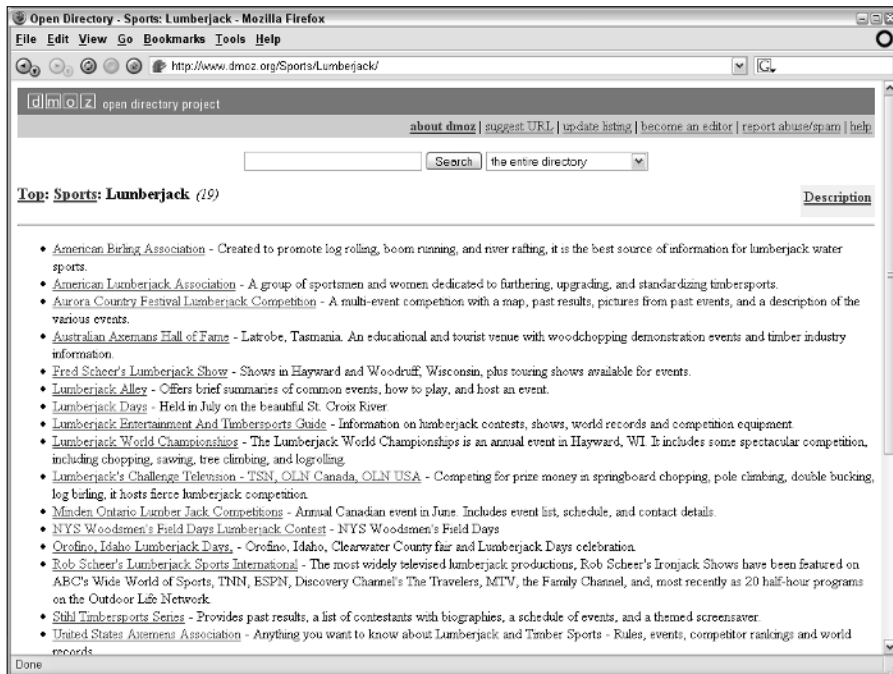 Open Directory - Sports: Lumberjack - Mozilla Firefox
File Edit View Go Bookmarks Tools Help
http://www.dmoz.org/Sports/Lumberjack/
G
dmoz open directory project
about dmoz | suggest URL | update listing | become an editor | report abuse/spam | help
Search the entire directory
Top: Sports: Lumberjack (19) Description
• American Birling Association - Created to promote log rolling, boom running, and river rafting, it is the best source of information for lumberjack water
sports.
• American Lumberjack Association - A group of sportsmen and women dedicated to furthering, upgrading, and standardizing timbersports.
• Aurora Country Festival Lumberjack Competition - A multi-event competition with a map, past results, pictures from past events, and a description of the
various events.
• Australian Axemans Hall of Fame - Latrobe, Tasmania. An educational and tourist venue with woodchopping demonstration events and timber industry
information.
• Fred Scheer's Lumberjack Show - Shows in Hayward and Woodruff, Wisconsin, plus touring shows available for events.
• Lumberjack Alley - Offers brief summaries of common events, how to play, and host an event.
• Lumberjack Days - Held in July on the beautiful St. Croix River.
• Lumberjack Entertainment And Timbersports Guide - Information on lumberjack contests, shows, world records and competition equipment.
• Lumberjack World Championships - The Lumberjack World Championships is an annual event in Hayward, WI. It includes some spectacular competition,
including chopping, sawing, tree climbing, and logrolling.
• Lumberjack's Challenge Television - TSN, OLN Canada, OLN USA - Competing for prize money in springboard chopping, pole climbing, double bucking,
log birling, it hosts fierce lumberjack competition.
• Minden Ontario Lumber Jack Competitions - Annual Canadian event in June. Includes event list, schedule, and contact details.
• NYS Woodsmen's Field Days Lumberjack Contest - NYS Woodsmen's Field Days
• Orofino, Idaho Lumberjack Days, - Orofino, Idaho, Clearwater County fair and Lumberjack Days celebration.
• Rob Scheer's Lumberjack Sports International - The most widely televised lumberjack productions, Rob Scheer's Ironjack Shows have been featured on
ABC's Wide World of Sports, TNN, ESPN, Discovery Channel's The Travelers, MTV, the Family Channel, and, most recently as 20 half-hour programs
on the Outdoor Life Network.
• Stihl Timbersports Series - Provides past results, a list of contestants with biographies, a schedule of events, and a themed screensaver.
• United States Axemens Association - Anything you want to know about Lumberjack and Timber Sports - Rules, events, competitor rankings and world
records.
Done